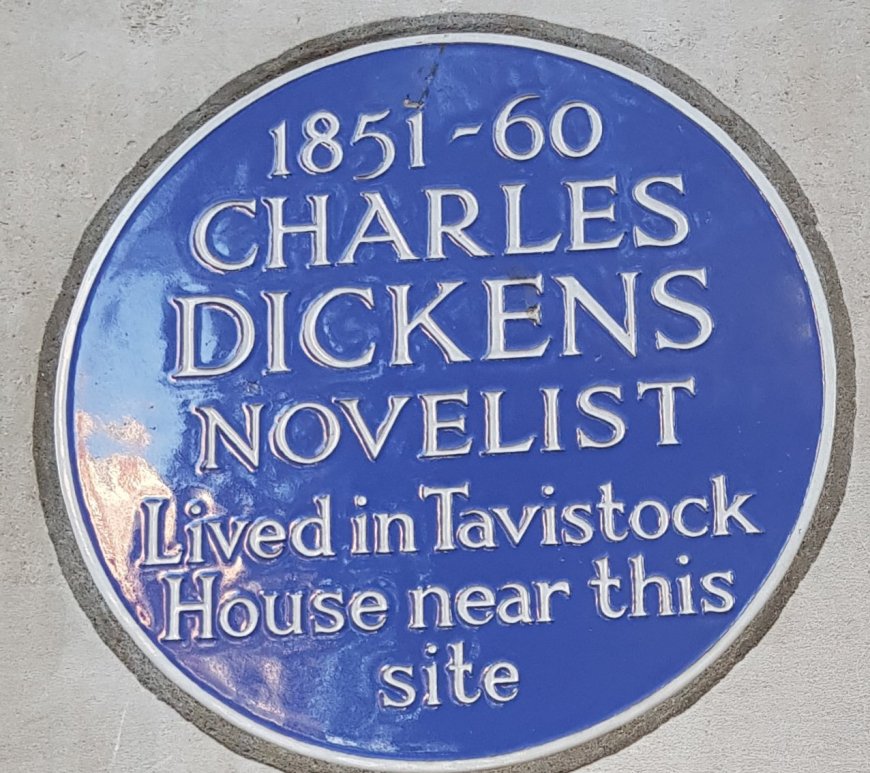 1851-60
CHARLES
DICKENS
NOVELIST
Lived in Tavistock
House near this
site